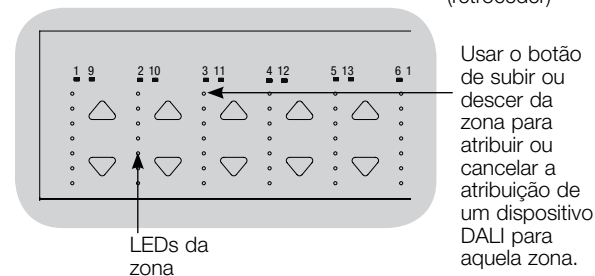 (retroceder)
1 9 2 10 3 11 4 12 5 13 6 1
Usar o botão
de subir ou
descer da
zona para
atribuir ou
cancelar a
atribuição de
um dispositivo
DALI para
aquela zona.
LEDs da
zona